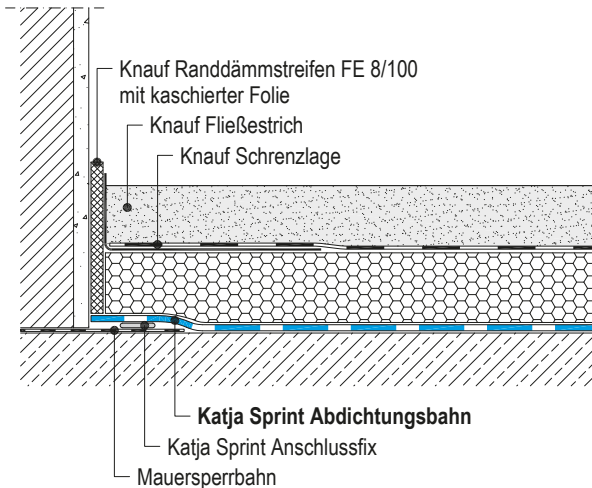 Knauf Randdämmstreifen FE 8/100
mit kaschierter Folie
Knauf Fließestrich
Knauf Schrenzlage
Katja Sprint Abdichtungsbahn
Katja Sprint Anschlussfix
Mauersperrbahn